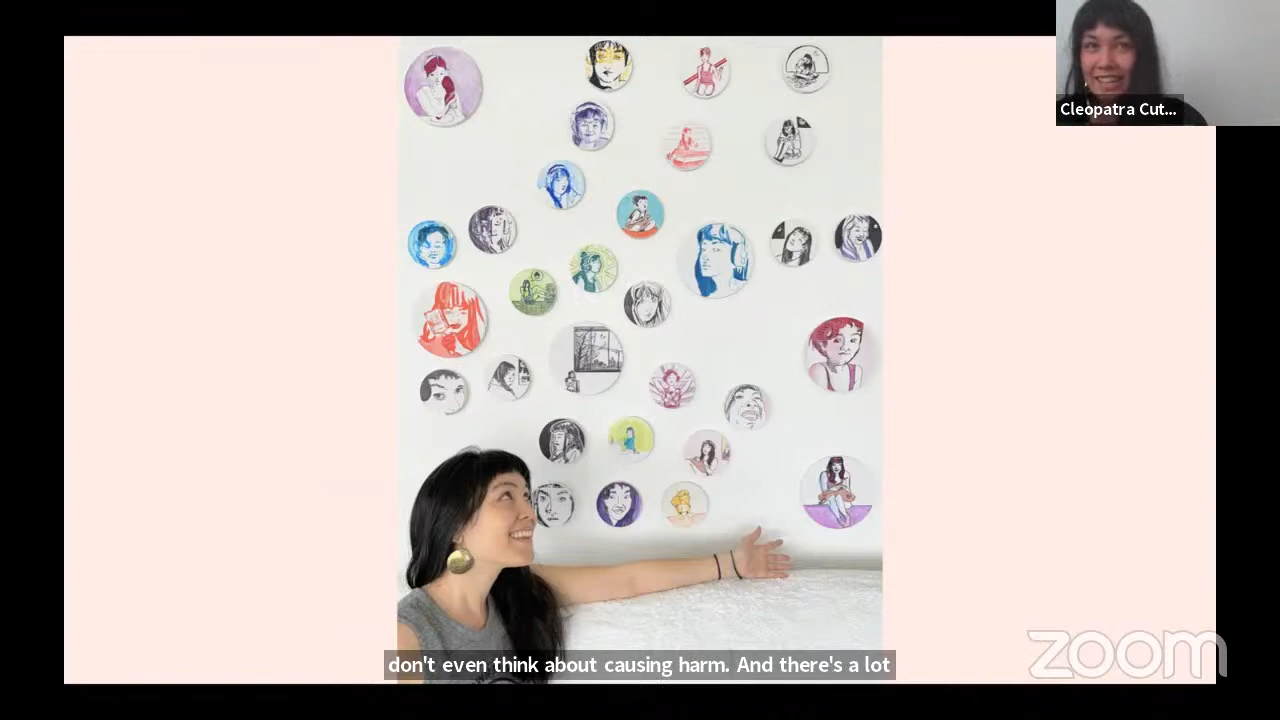 Cleopatra Cut...
don't even think about causing harm. And there's a lot
zoom